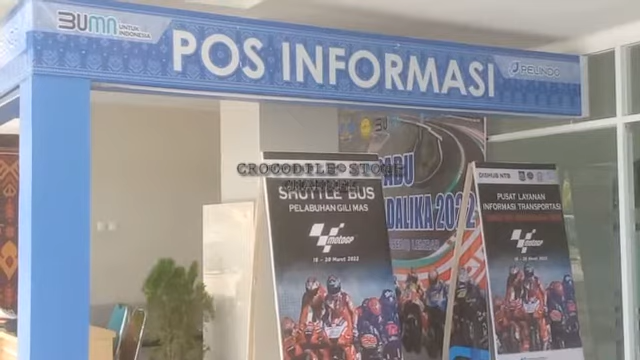 BUMN UNTUK INDONESIA
POS INFORMASI
PELINDO
CROCODILE STORE
SHUTTLE BUS
PELABUHAN GILI MAS
MotoGP
18 - 20 Maret 2022
DALIKA 2022
DISHUB NTB
PUSAT LAYANAN
INFORMASI TRANSPORTASI
MotoGP
18 - 20 Maret 2022